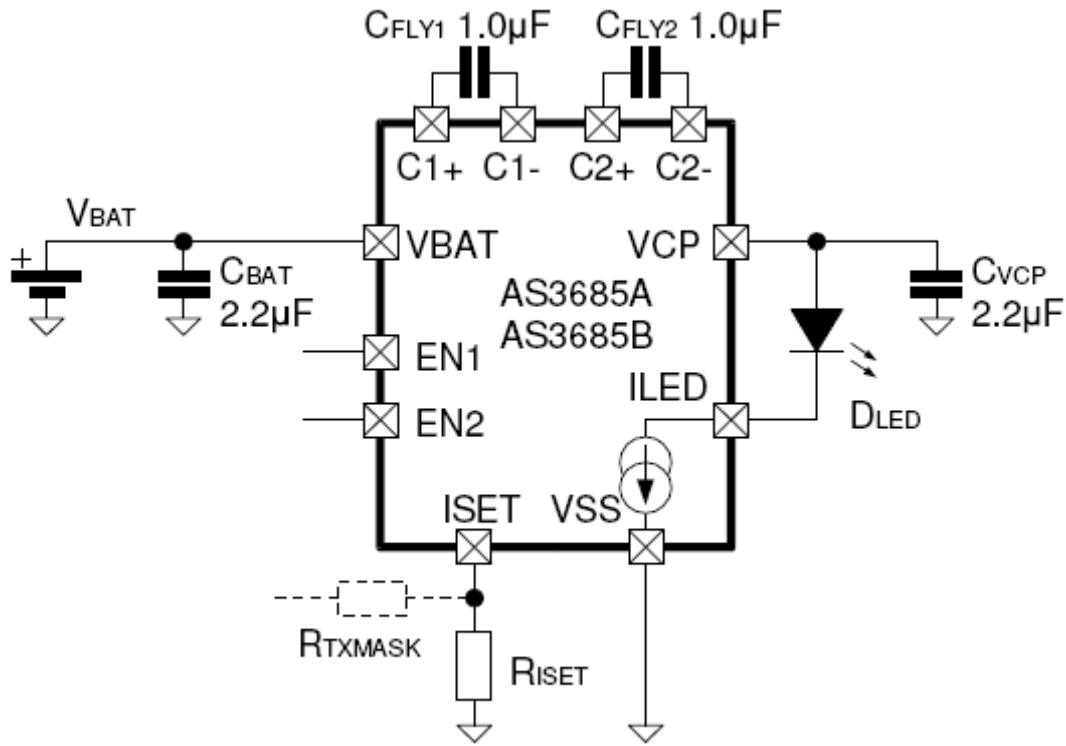 CFLY1 1.0µF CFLY2 1.0µF
C1+ C1- C2+ C2-
VBAT
+
VBAT VCP
CBAT
2.2µF
AS3685A
AS3685B
CVCP
2.2µF
EN1
ILED
DLED
EN2
ISET VSS
RTXMASK
RISET